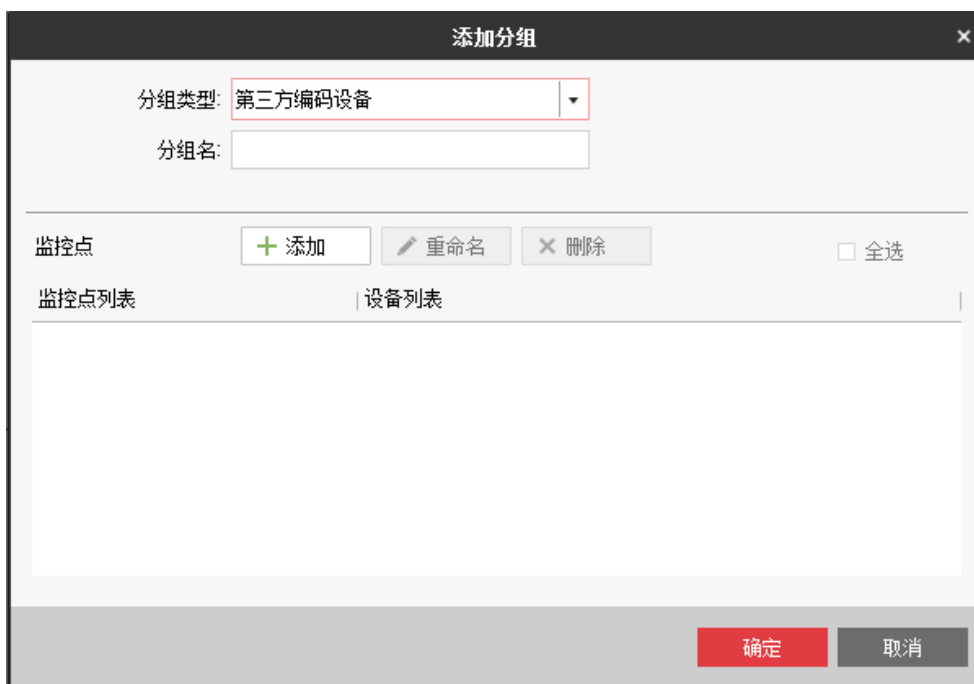 添加分组
分组类型: 第三方编码设备
分组名:
监控点 添加 重命名 删除 全选
监控点列表 设备列表
确定 取消